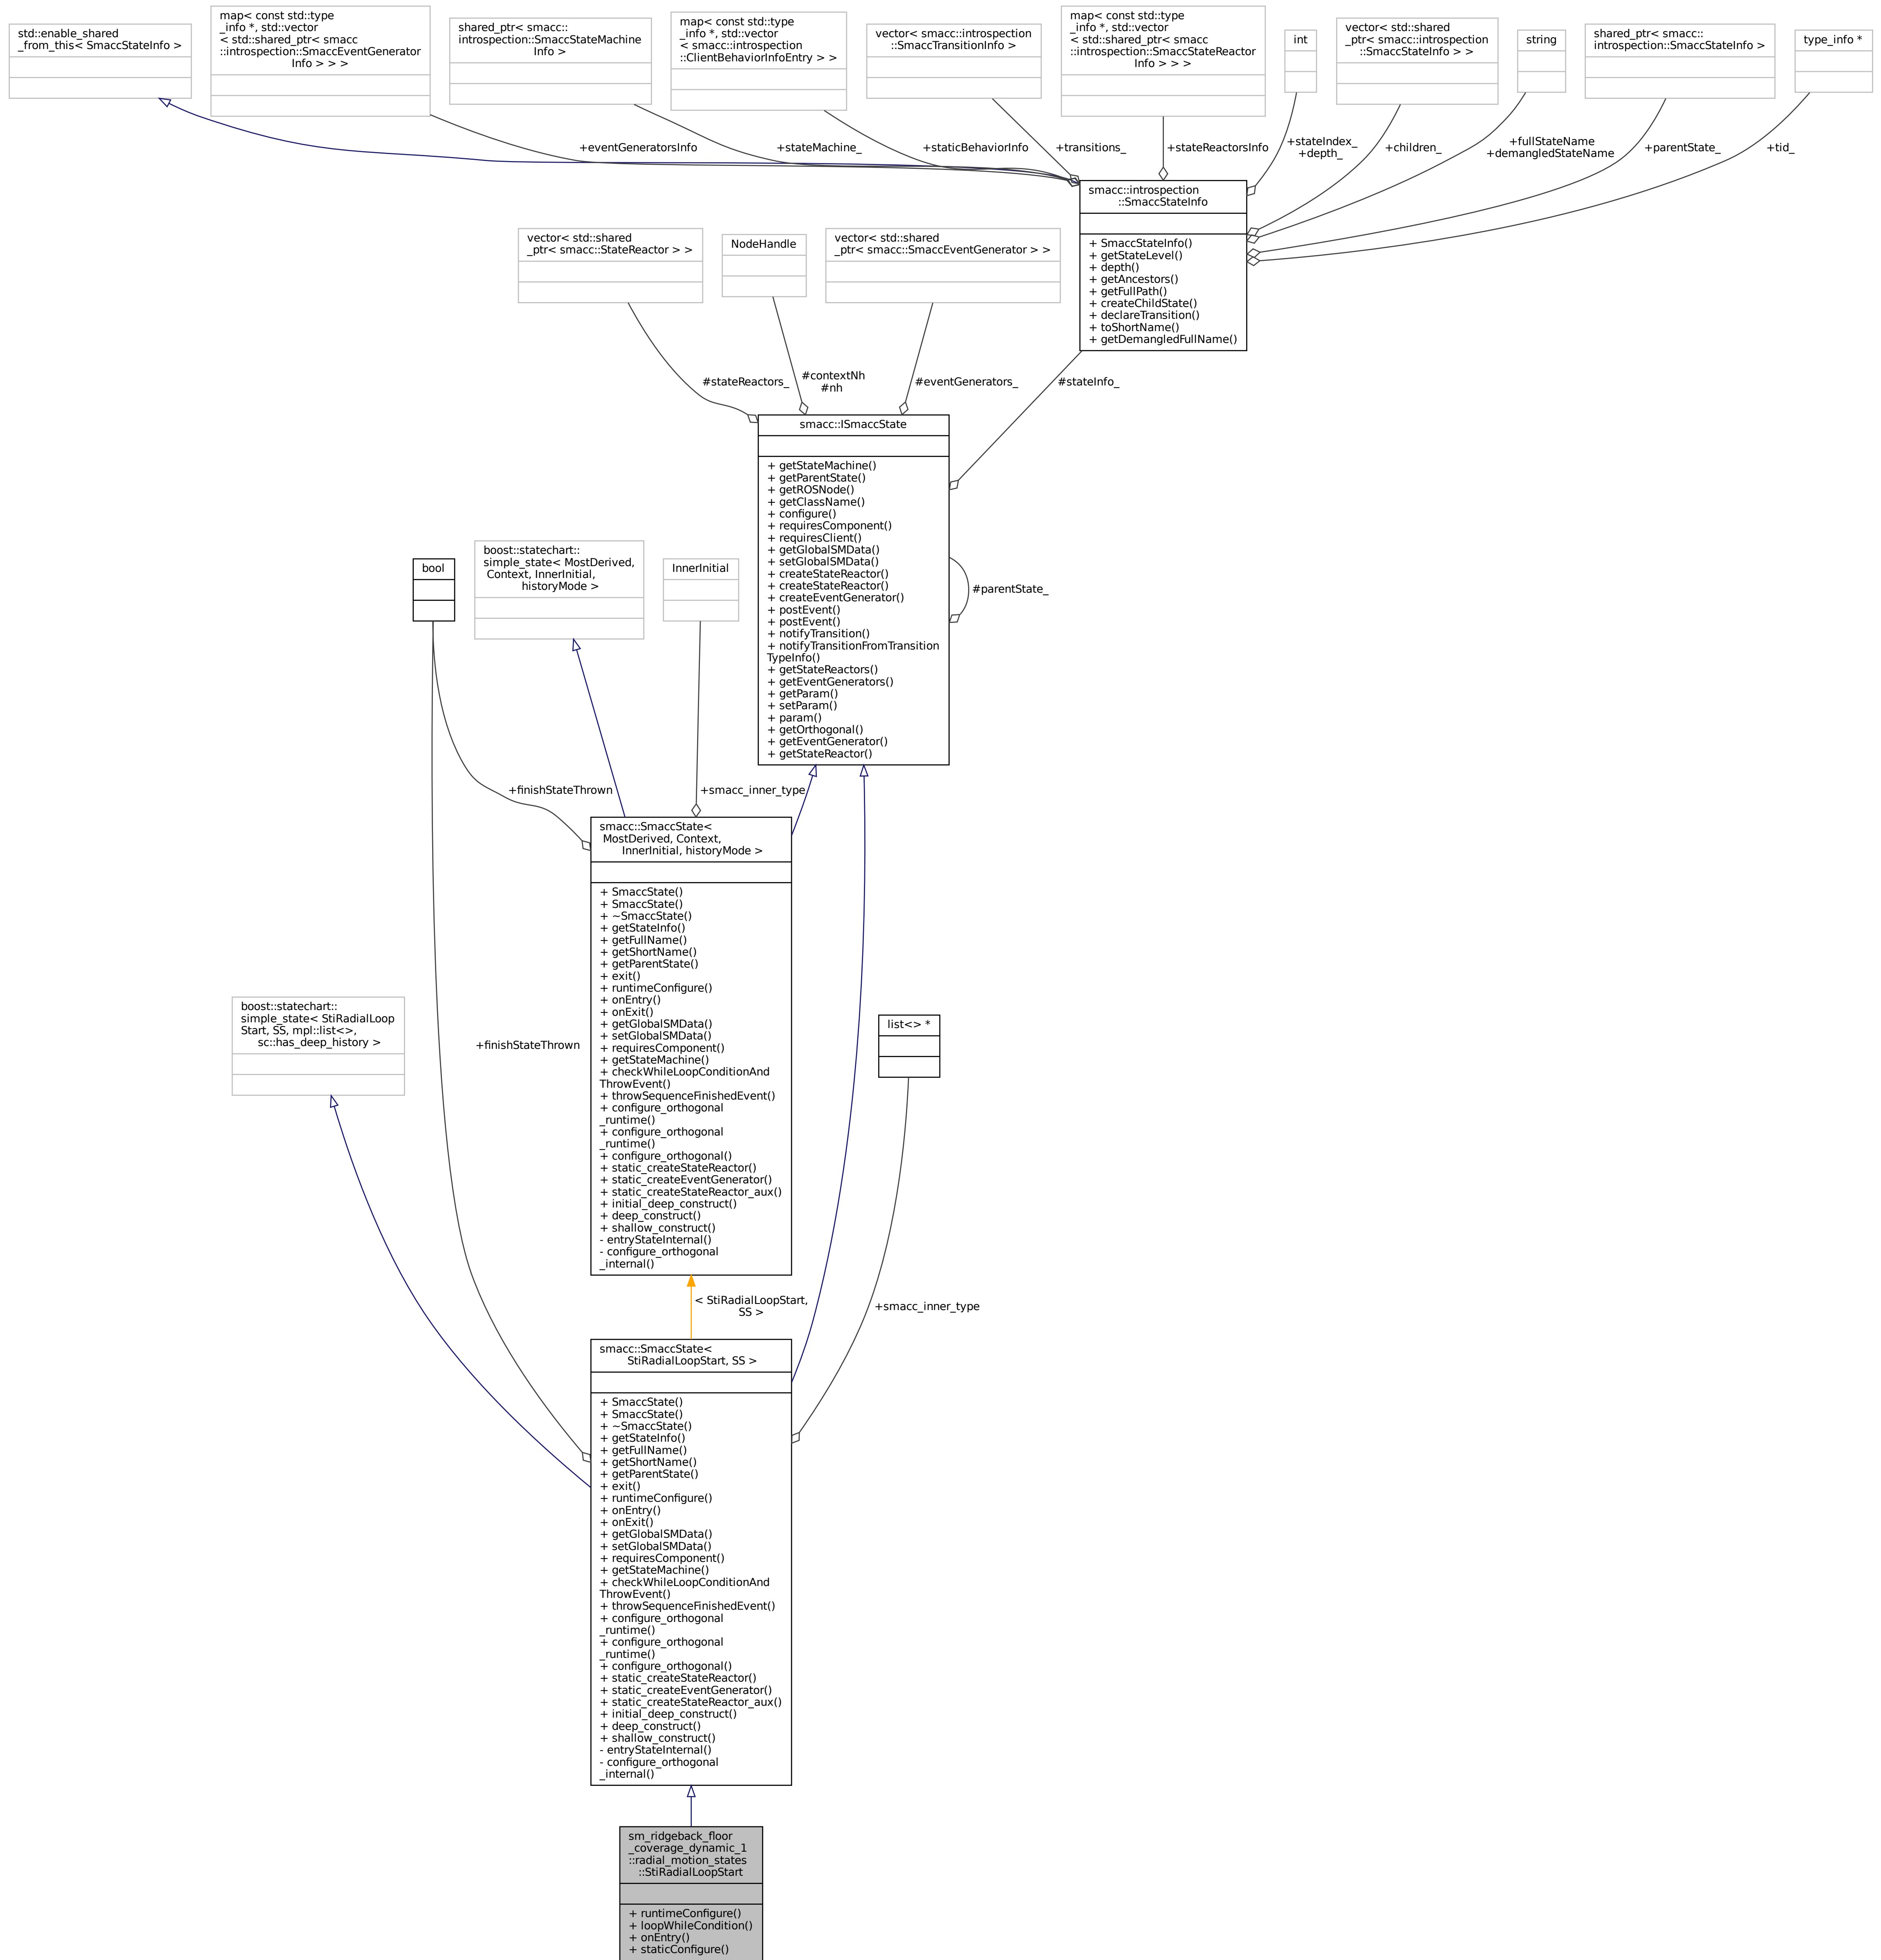 std::enable_shared
_from_this< SmaccStateInfo >
map< const std::type
_info *, std::vector
< std::shared_ptr< smacc
::introspection::SmaccEventGenerator
Info > > >
shared_ptr< smacc::
introspection::SmaccStateMachine
Info >
map< const std::type
_info *, std::vector
< smacc::introspection
::ClientBehaviorInfoEntry > >
vector< smacc::introspection
::SmaccTransitionInfo >
map< const std::type
_info *, std::vector
< std::shared_ptr< smacc
::introspection::SmaccStateReactor
Info > > >
int
vector< std::shared
_ptr< smacc::introspection
::SmaccStateInfo > >
string
shared_ptr< smacc::
introspection::SmaccStateInfo >
type_info *
+eventGeneratorsInfo
+stateMachine_
+staticBehaviorInfo
+transitions_
+stateReactorsInfo
+stateIndex_
+depth_
+children_
+fullStateName
+demangledStateName
+parentState_
+tid_
smacc::introspection
::SmaccStateInfo
+ SmaccStateInfo()
+ getStateLevel()
+ depth()
+ getAncestors()
+ getFullPath()
+ createChildState()
+ declareTransition()
+ toShortName()
+ getDemangledFullName()
vector< std::shared
_ptr< smacc::StateReactor > >
NodeHandle
vector< std::shared
_ptr< smacc::SmaccEventGenerator > >
#stateReactors_
#contextNh
#nh
#eventGenerators_
#stateInfo_
smacc::ISmaccState
+ getStateMachine()
+ getParentState()
+ getROSNode()
+ getClassName()
+ configure()
+ requiresComponent()
+ requiresClient()
+ getGlobalSMData()
+ setGlobalSMData()
+ createStateReactor()
+ createStateReactor()
+ createEventGenerator()
+ postEvent()
+ postEvent()
+ notifyTransition()
+ notifyTransitionFromTransition
TypeInfo()
+ getStateReactors()
+ getEventGenerators()
+ getParam()
+ setParam()
+ param()
+ getOrthogonal()
+ getEventGenerator()
+ getStateReactor()
#parentState_
bool
boost::statechart::
simple_state< MostDerived,
Context, InnerInitial,
historyMode >
InnerInitial
+finishStateThrown
+smacc_inner_type
smacc::SmaccState<
MostDerived, Context,
InnerInitial, historyMode >
+ SmaccState()
+ SmaccState()
+ ~SmaccState()
+ getStateInfo()
+ getFullName()
+ getShortName()
+ getParentState()
+ exit()
+ runtimeConfigure()
+ onEntry()
+ onExit()
+ getGlobalSMData()
+ setGlobalSMData()
+ requiresComponent()
+ getStateMachine()
+ checkWhileLoopConditionAnd
ThrowEvent()
+ throwSequenceFinishedEvent()
+ configure_orthogonal
_runtime()
+ configure_orthogonal
_runtime()
+ configure_orthogonal()
+ static_createStateReactor()
+ static_createEventGenerator()
+ static_createStateReactor_aux()
+ initial_deep_construct()
+ deep_construct()
+ shallow_construct()
- entryStateInternal()
- configure_orthogonal
_internal()
boost::statechart::
simple_state< StiRadialLoop
Start, SS, mpl::list<>,
sc::has_deep_history >
+finishStateThrown
list<> *
< StiRadialLoopStart,
SS >
+smacc_inner_type
smacc::SmaccState<
StiRadialLoopStart, SS >
+ SmaccState()
+ SmaccState()
+ ~SmaccState()
+ getStateInfo()
+ getFullName()
+ getShortName()
+ getParentState()
+ exit()
+ runtimeConfigure()
+ onEntry()
+ onExit()
+ getGlobalSMData()
+ setGlobalSMData()
+ requiresComponent()
+ getStateMachine()
+ checkWhileLoopConditionAnd
ThrowEvent()
+ throwSequenceFinishedEvent()
+ configure_orthogonal
_runtime()
+ configure_orthogonal
_runtime()
+ configure_orthogonal()
+ static_createStateReactor()
+ static_createEventGenerator()
+ static_createStateReactor_aux()
+ initial_deep_construct()
+ deep_construct()
+ shallow_construct()
- entryStateInternal()
- configure_orthogonal
_internal()
sm_ridgeback_floor
_coverage_dynamic_1
::radial_motion_states
::StiRadialLoopStart
+ runtimeConfigure()
+ loopWhileCondition()
+ onEntry()
+ staticConfigure()